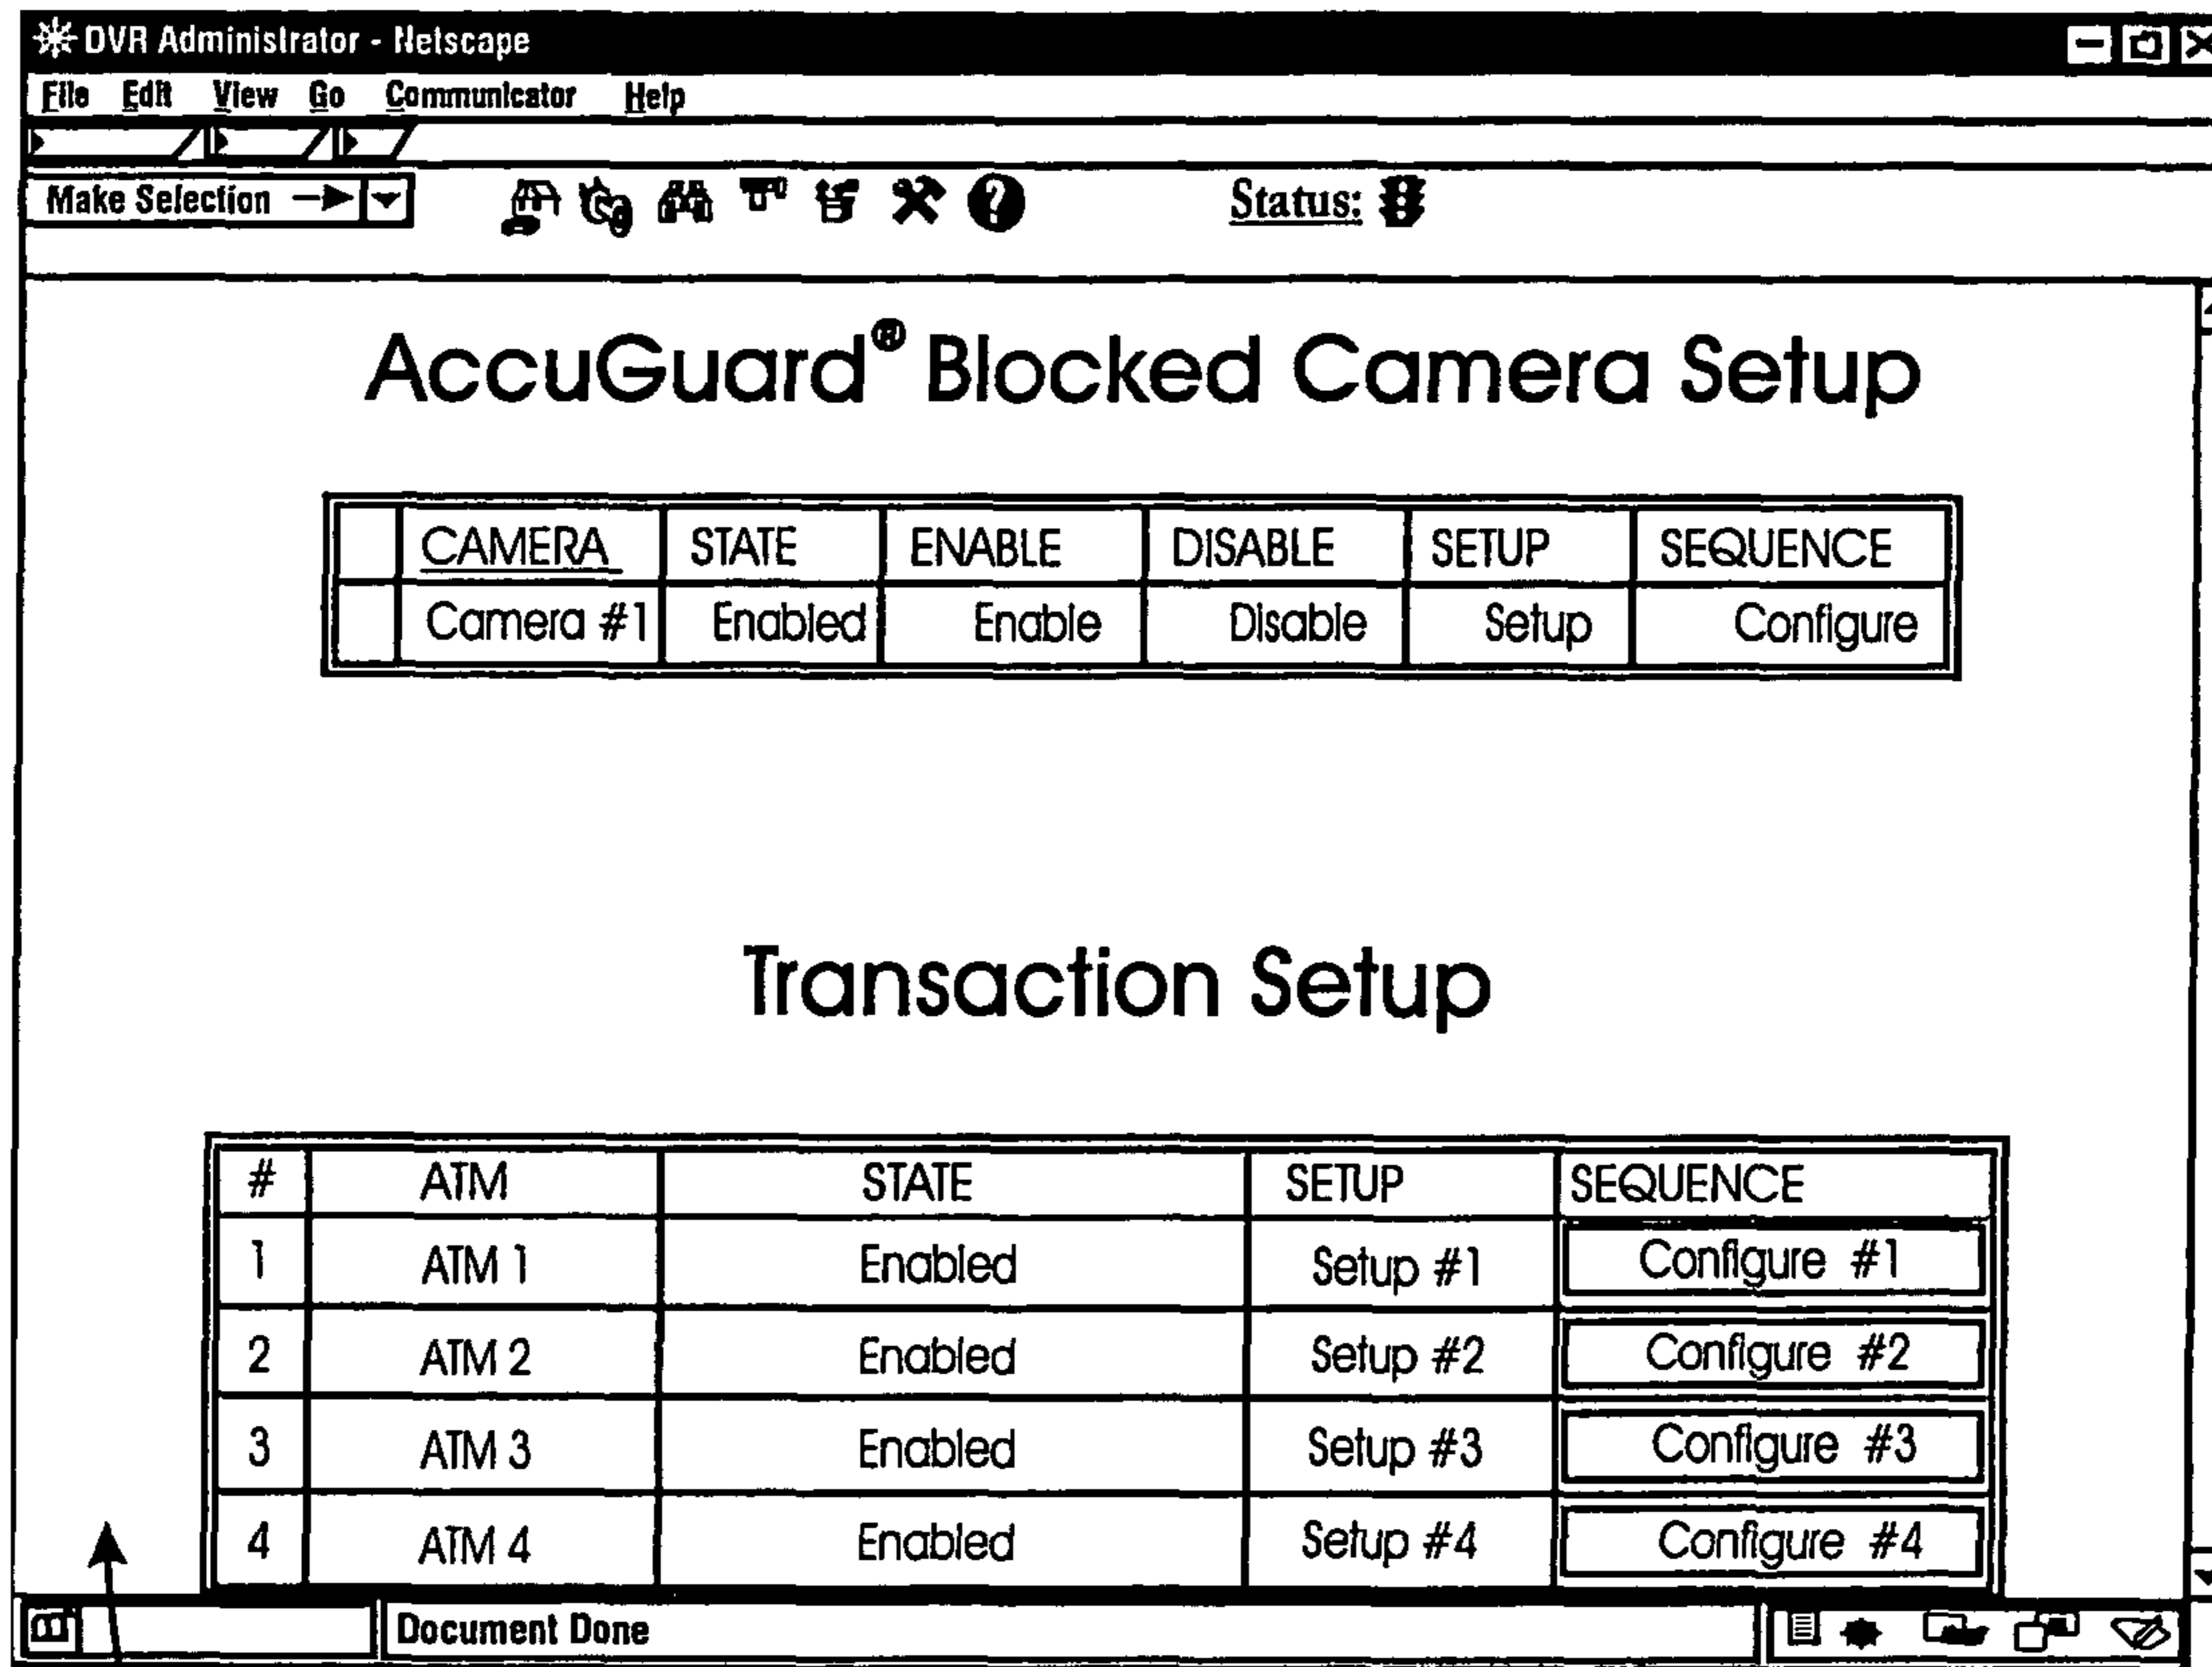 DVR Administrator - Netscape
File Edit View Go Communicator Help
Make Selection
Status:
AccuGuard® Blocked Camera Setup
CAMERA STATE ENABLE DISABLE SETUP SEQUENCE
Camera #1 Enabled Enable Disable Setup Configure
Transaction Setup
# ATM STATE SETUP SEQUENCE
1 ATM 1 Enabled Setup #1 Configure #1
2 ATM 2 Enabled Setup #2 Configure #2
3 ATM 3 Enabled Setup #3 Configure #3
4 ATM 4 Enabled Setup #4 Configure #4
Document Done